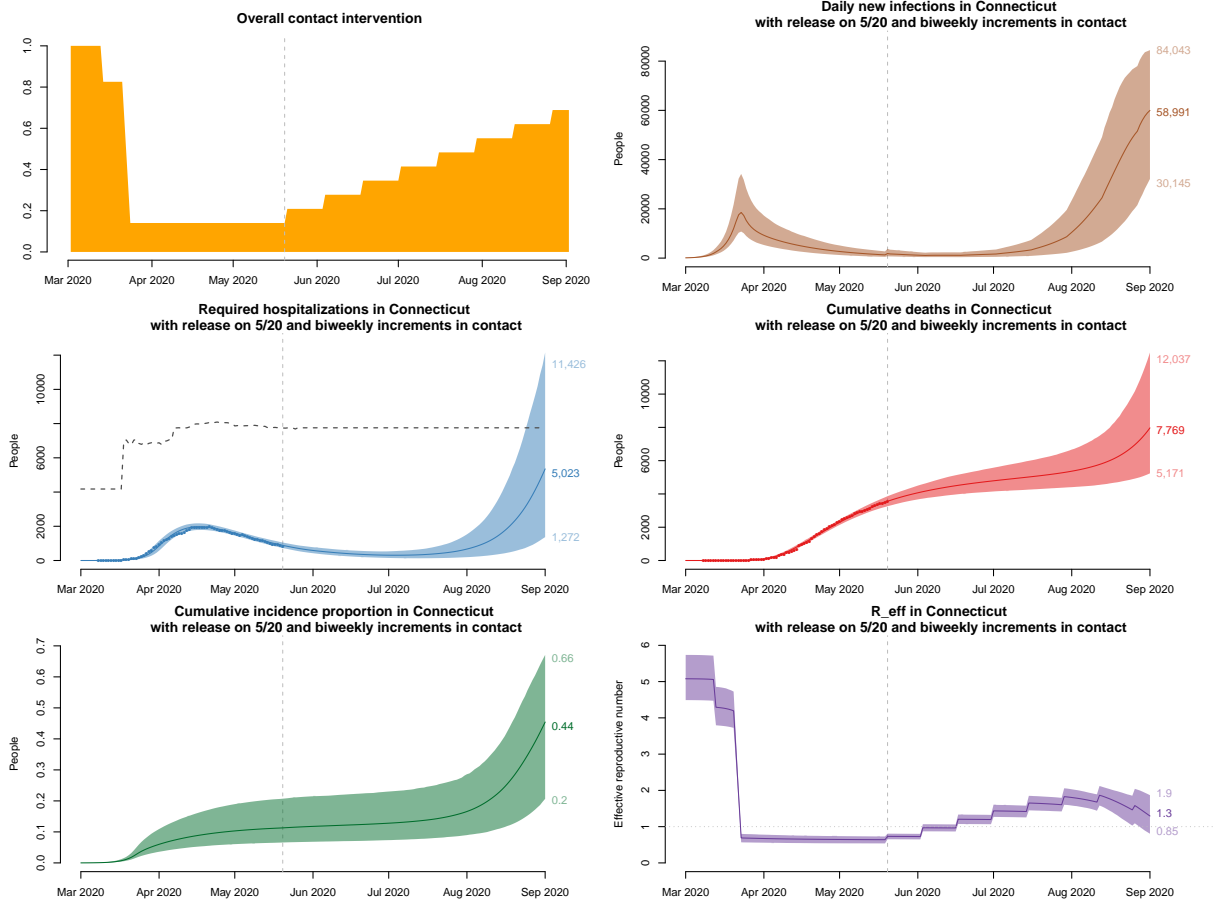 Overall contact intervention
1.0
0.8
0.6
0.4
0.2
0.0
Mar 2020 Apr 2020 May 2020 Jun 2020 Jul 2020 Aug 2020 Sep 2020
Daily new infections in Connecticut
with release on 5/20 and biweekly increments in contact
People
80000
60000
40000
20000
0
84,043
58,991
30,145
Mar 2020 Apr 2020 May 2020 Jun 2020 Jul 2020 Aug 2020 Sep 2020
Required hospitalizations in Connecticut
with release on 5/20 and biweekly increments in contact
People
10000
6000
2000
0
11,426
5,023
1,272
Mar 2020 Apr 2020 May 2020 Jun 2020 Jul 2020 Aug 2020 Sep 2020
Cumulative deaths in Connecticut
with release on 5/20 and biweekly increments in contact
People
10000
6000
2000
0
12,037
7,769
5,171
Mar 2020 Apr 2020 May 2020 Jun 2020 Jul 2020 Aug 2020 Sep 2020
Cumulative incidence proportion in Connecticut
with release on 5/20 and biweekly increments in contact
People
0.7
0.6
0.5
0.4
0.3
0.2
0.1
0.0
0.66
0.44
0.2
Mar 2020 Apr 2020 May 2020 Jun 2020 Jul 2020 Aug 2020 Sep 2020
R_eff in Connecticut
with release on 5/20 and biweekly increments in contact
Effective reproductive number
6
5
4
3
2
1
0
1.9
1.3
0.85
Mar 2020 Apr 2020 May 2020 Jun 2020 Jul 2020 Aug 2020 Sep 2020